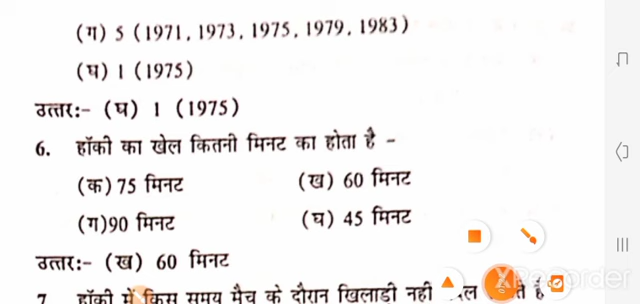 (ग) 5 (1971, 1973, 1975, 1979, 1983)
(घ) 1 (1975)
उत्तर:- (घ) 1 (1975)
6. हॉकी का खेल कितनी मिनट का होता है -
(क) 75 मिनट (ख) 60 मिनट
(ग)90 मिनट (घ) 45 मिनट
उत्तर:- (ख) 60 मिनट
7 हॉकी में किस समय मैच के दौरान खिलाडी नही
XRecorder